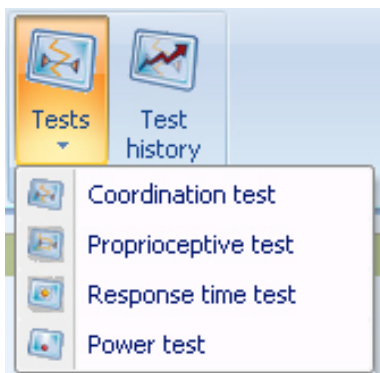 Tests
Test
history
Coordination test
Proprioceptive test
Response time test
Power test